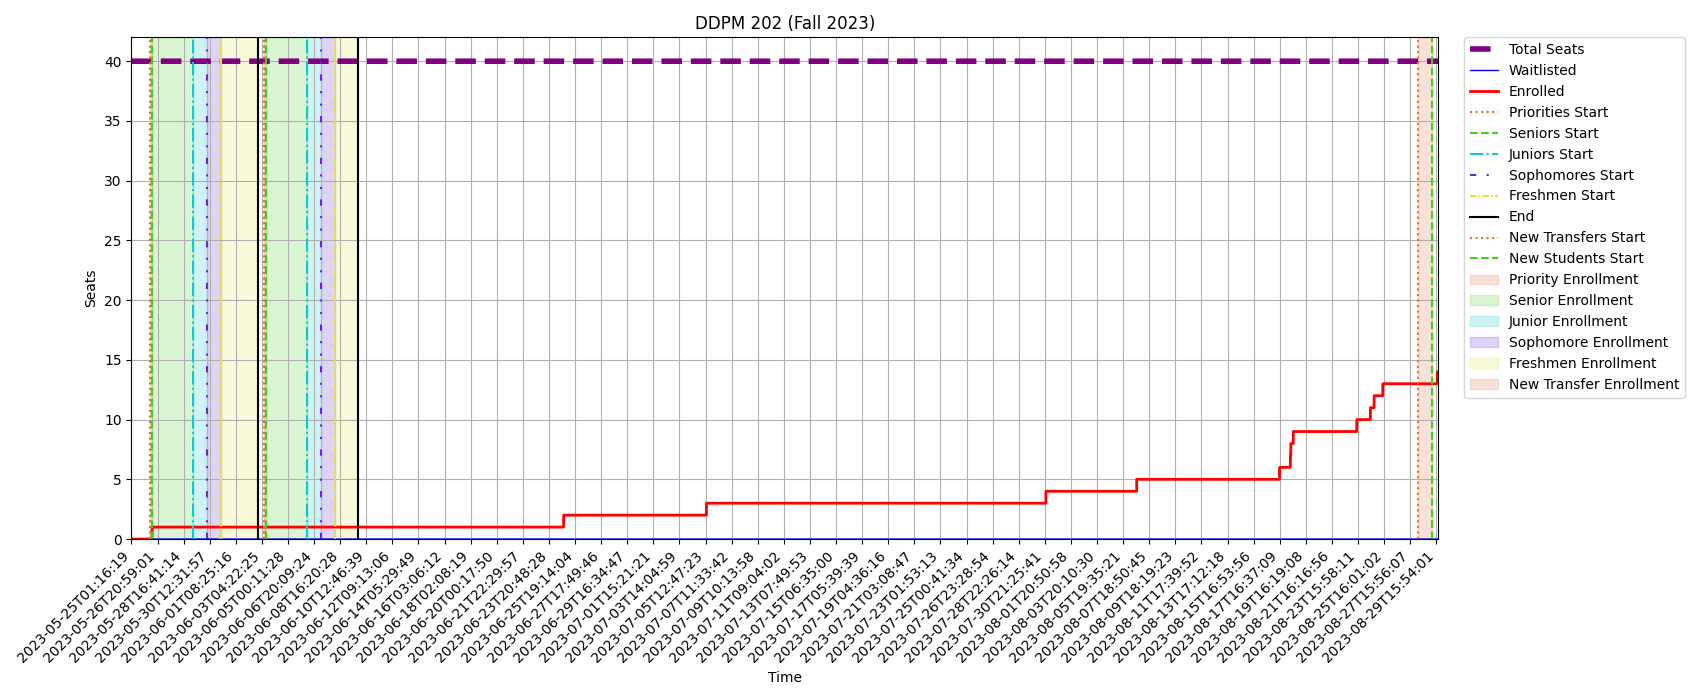 DDPM 202 (Fall 2023)
Seats
40
35
30
25
20
15
10
5
0
2023-05-25T01:16:19
2023-05-26T20:59:01
2023-05-28T16:41:14
2023-05-30T12:31:57
2023-06-01T08:25:16
2023-06-03T04:22:25
2023-06-05T00:11:28
2023-06-06T20:09:24
2023-06-08T16:20:28
2023-06-10T12:46:39
2023-06-12T09:13:06
2023-06-14T05:29:49
2023-06-16T03:06:12
2023-06-18T02:08:19
2023-06-20T00:17:50
2023-06-21T22:29:57
2023-06-23T20:48:28
2023-06-25T19:14:04
2023-06-27T17:49:46
2023-06-29T16:34:47
2023-07-01T15:21:21
2023-07-03T14:04:59
2023-07-05T12:47:23
2023-07-07T11:33:42
2023-07-09T10:13:58
2023-07-11T09:04:02
2023-07-13T07:49:53
2023-07-15T06:35:00
2023-07-17T05:39:39
2023-07-19T04:36:16
2023-07-21T03:08:47
2023-07-23T01:53:13
2023-07-25T00:41:34
2023-07-26T23:28:54
2023-07-28T22:26:14
2023-07-30T21:25:41
2023-08-01T20:50:58
2023-08-03T20:10:30
2023-08-05T19:35:21
2023-08-07T18:50:45
2023-08-09T18:19:23
2023-08-11T17:39:52
2023-08-13T17:12:18
2023-08-15T16:53:56
2023-08-17T16:37:09
2023-08-19T16:19:08
2023-08-21T16:16:56
2023-08-23T15:58:11
2023-08-25T16:01:02
2023-08-27T15:56:07
2023-08-29T15:54:01
Time
Total Seats
Waitlisted
Enrolled
Priorities Start
Seniors Start
Juniors Start
Sophomores Start
Freshmen Start
End
New Transfers Start
New Students Start
Priority Enrollment
Senior Enrollment
Junior Enrollment
Sophomore Enrollment
Freshmen Enrollment
New Transfer Enrollment